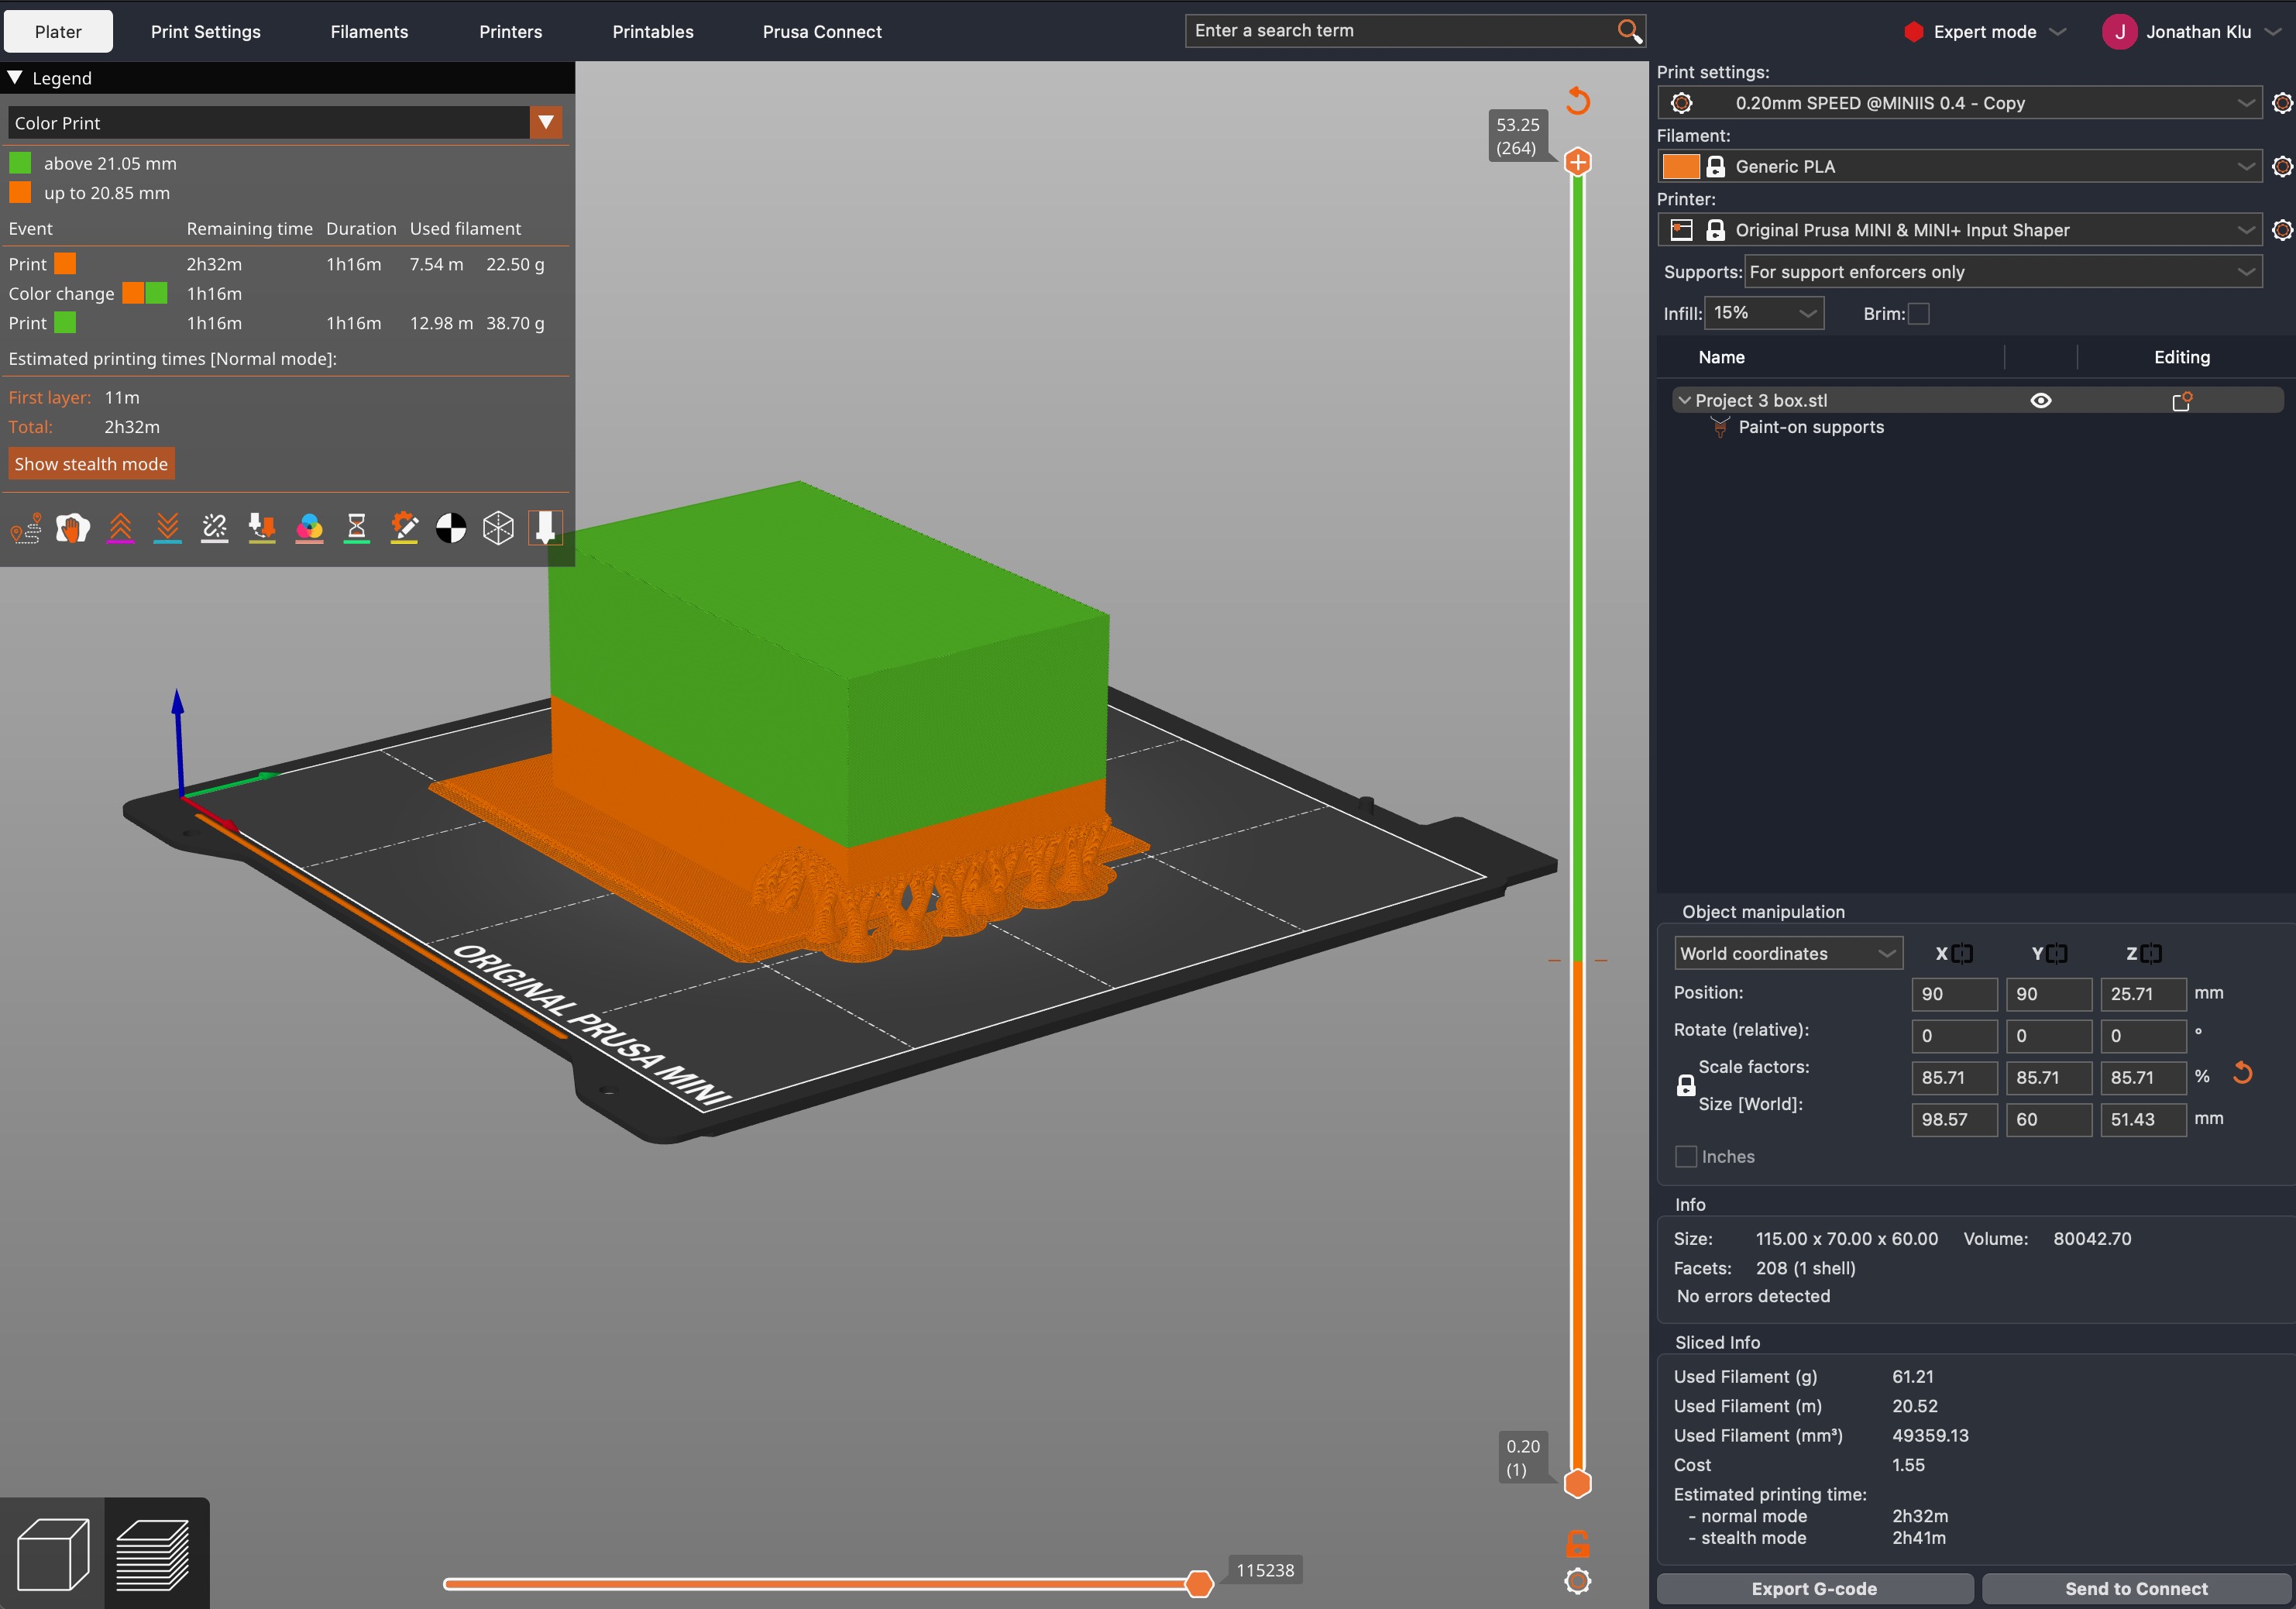 Plater Print Settings Filaments Printers Printables Prusa Connect Enter a search term Expert mode J Jonathan Klu
Legend
Color Print
above 21.05 mm
up to 20.85 mm
Event Remaining time Duration Used filament
Print 2h32m 1h16m 7.54 m 22.50 g
Color change 1h16m
Print 1h16m 1h16m 12.98 m 38.70 g
Estimated printing times [Normal mode]:
First layer: 11m
Total: 2h32m
Show stealth mode
53.25
(264)
ORIGINAL PRUSA MINI
0.20
(1)
115238
Print settings:
0.20mm SPEED @MINIIS 0.4 - Copy
Filament:
Generic PLA
Printer:
Original Prusa MINI & MINI+ Input Shaper
Supports: For support enforcers only
Infill: 15% Brim:
Name Editing
Project 3 box.stl
Paint-on supports
Object manipulation
World coordinates X Y Z
Position: 90 90 25.71 mm
Rotate (relative): 0 0 0 °
Scale factors: 85.71 85.71 85.71 %
Size [World]: 98.57 60 51.43 mm
Inches
Info
Size: 115.00 x 70.00 x 60.00 Volume: 80042.70
Facets: 208 (1 shell)
No errors detected
Sliced Info
Used Filament (g) 61.21
Used Filament (m) 20.52
Used Filament (mm³) 49359.13
Cost 1.55
Estimated printing time:
- normal mode 2h32m
- stealth mode 2h41m
Export G-code Send to Connect